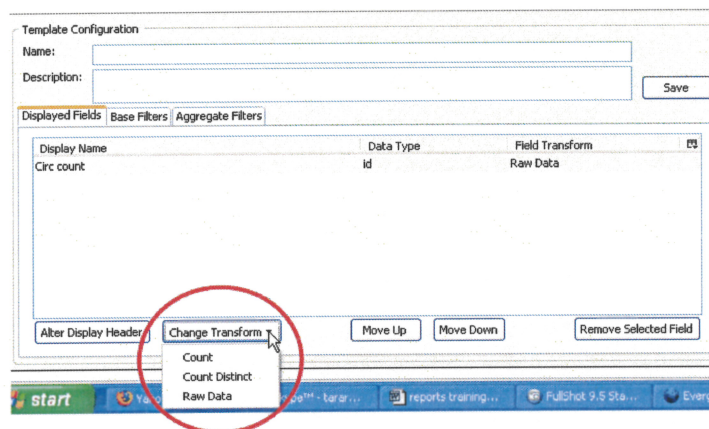 Template Configuration
Name:
Description:
Save
Displayed Fields Base Filters Aggregate Filters
Display Name Data Type Field Transform
Circ count id Raw Data
Alter Display Header Change Transform Move Up Move Down Remove Selected Field
Count
Count Distinct
Raw Data
start reports training... FullShot 9.5 Sta...